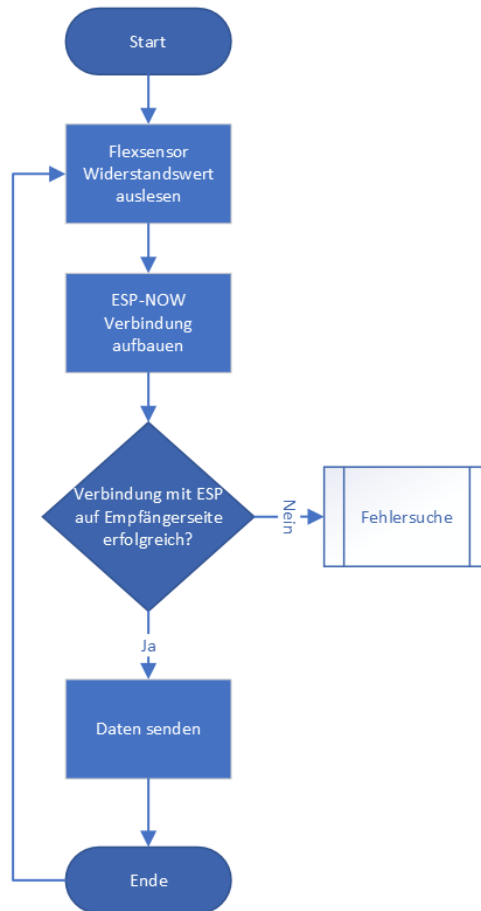 Start
Flexsensor
Widerstandswert
auslesen
ESP-NOW
Verbindung
aufbauen
Verbindung mit ESP
auf Empfängerseite
erfolgreich?
Nein
Fehlersuche
Ja
Daten senden
Ende